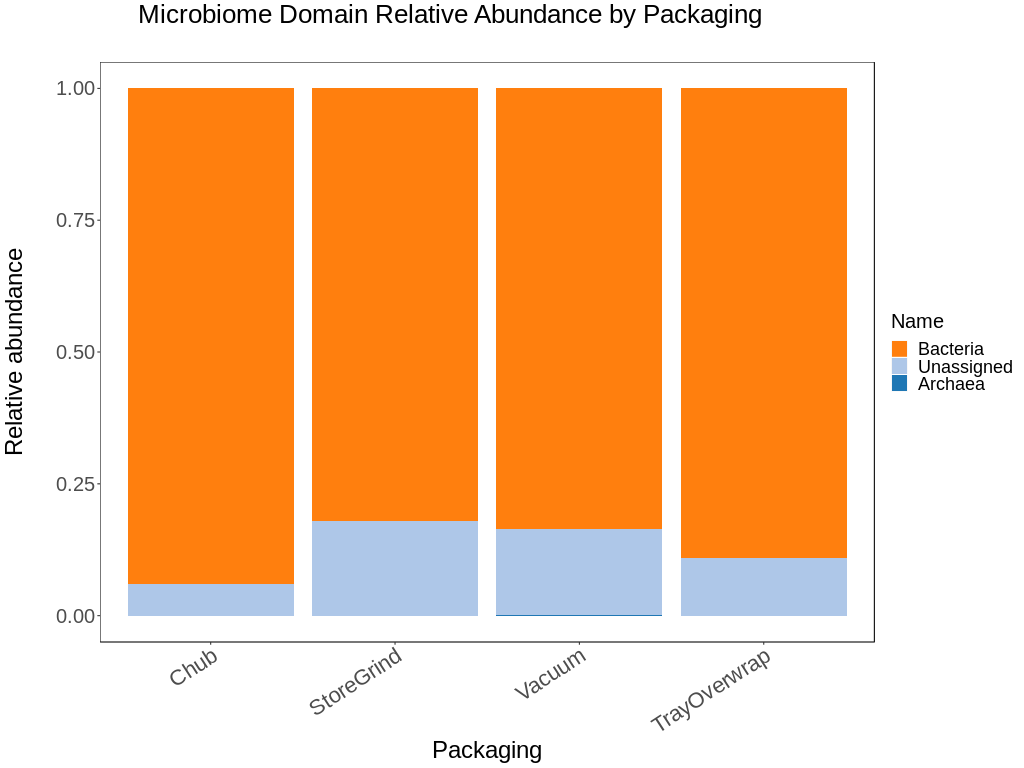 Microbiome Domain Relative Abundance by Packaging
Relative abundance
1.00
0.75
0.50
0.25
0.00
Chub
StoreGrind
Vacuum
TrayOverwrap
Packaging
Name
Bacteria
Unassigned
Archaea